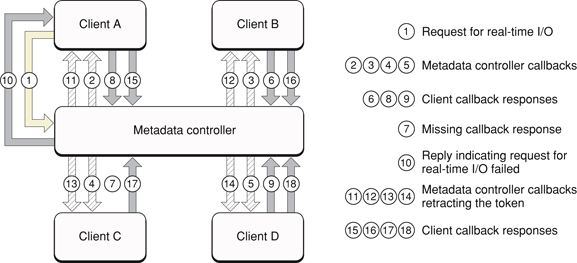 Client A
Client B
10
1
11
2
8
15
12
3
6
16
Metadata controller
13
4
7
17
14
5
9
18
Client C
Client D
1 Request for real-time I/O
2 3 4 5 Metadata controller callbacks
6 8 9 Client callback responses
7 Missing callback response
10 Reply indicating request for
real-time I/O failed
11 12 13 14 Metadata controller callbacks
retracting the token
15 16 17 18 Client callback responses